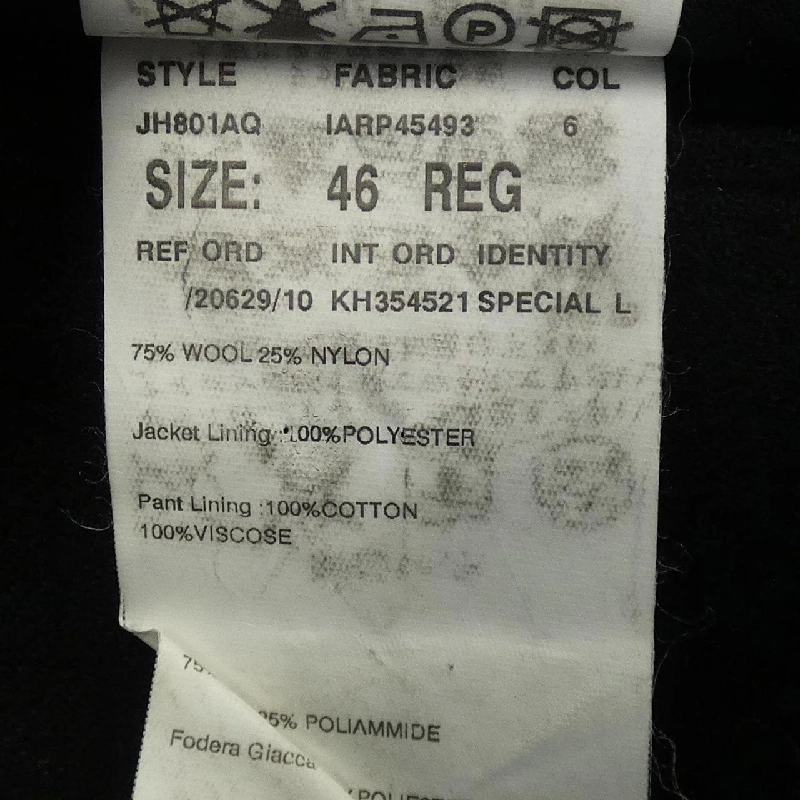 P
STYLE FABRIC COL
JH801AQ IARP45493 6
SIZE: 46 REG
REF ORD INT ORD IDENTITY
/20629/10 KH354521 SPECIAL L
75% WOOL 25% NYLON
Jacket Lining :100%POLYESTER
Pant Lining :100%COTTON
100%VISCOSE
25% POLIAMMIDE
Fodera Giacca